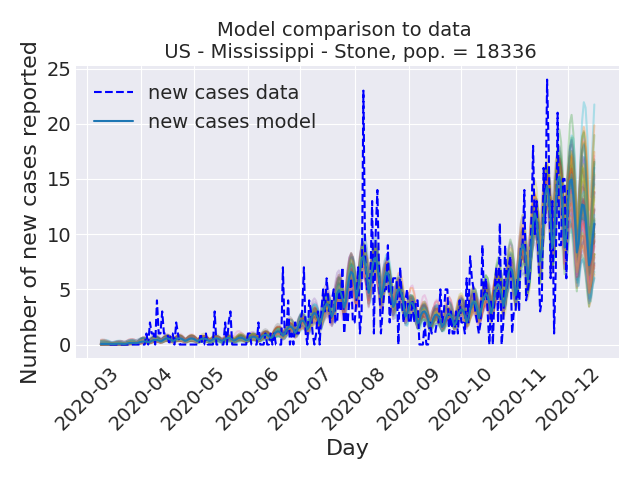 Model comparison to data
US - Mississippi - Stone, pop. = 18336
Number of new cases reported
25
20
15
10
5
0
new cases data
new cases model
2020-03
2020-04
2020-05
2020-06
2020-07
2020-08
2020-09
2020-10
2020-11
2020-12
Day